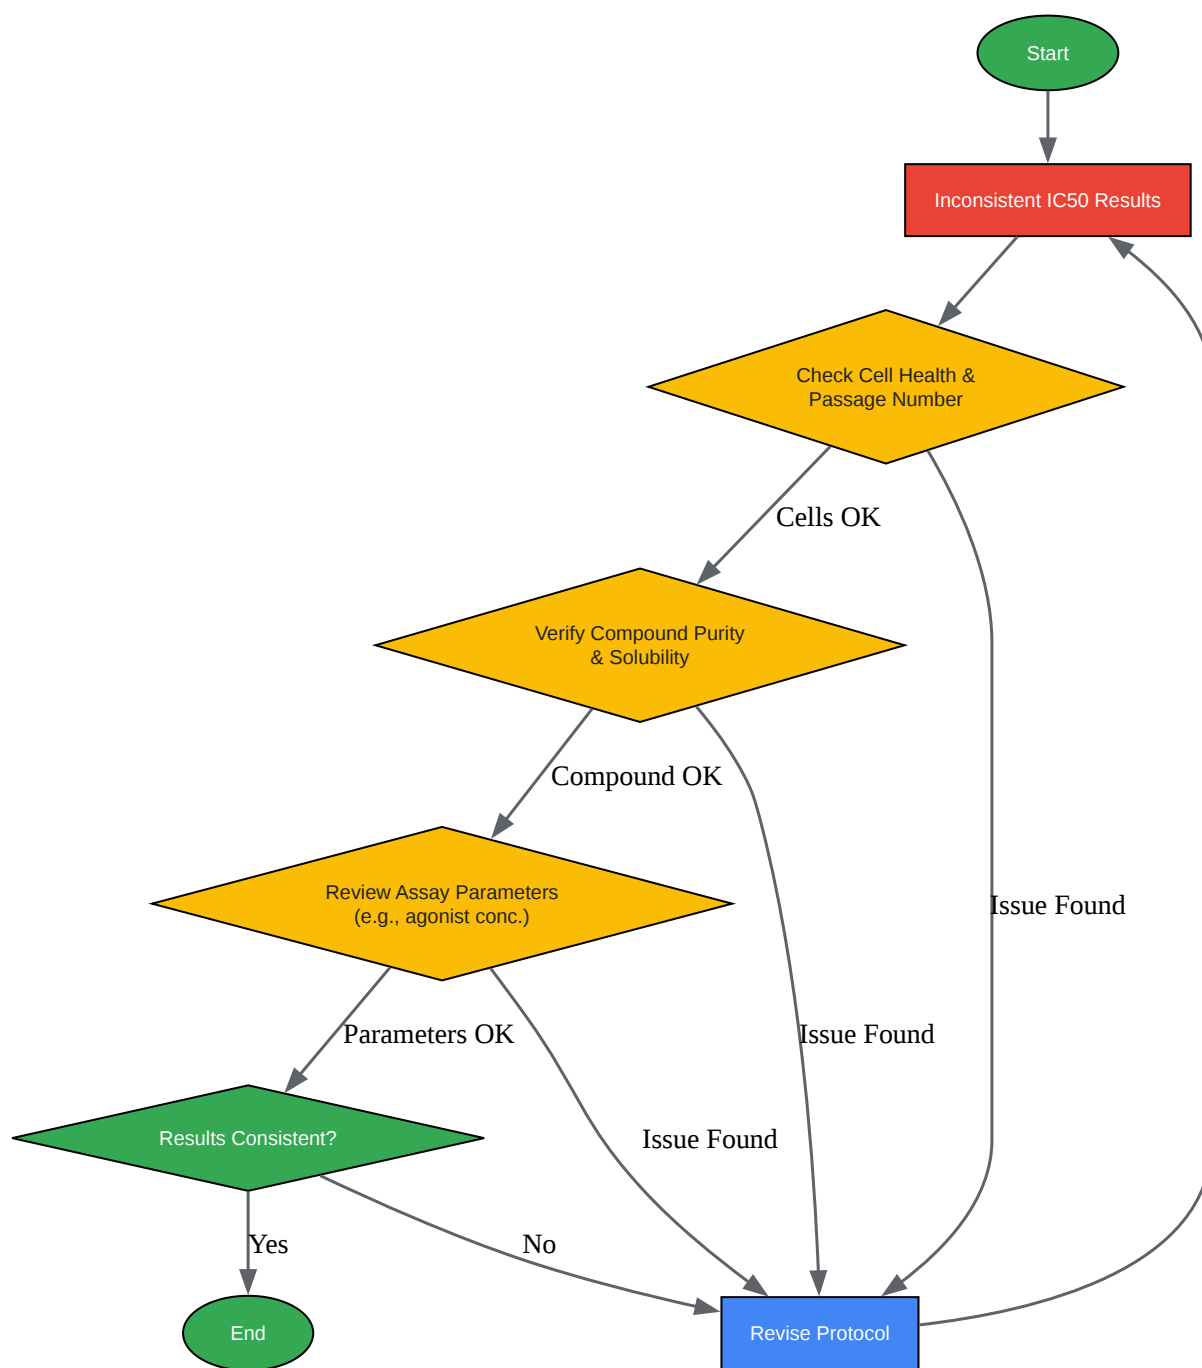 Start
Inconsistent IC50 Results
Check Cell Health &
Passage Number
Cells OK
Verify Compound Purity
& Solubility
Compound OK
Review Assay Parameters
(e.g., agonist conc.)
Issue Found
Parameters OK
Issue Found
Results Consistent?
Issue Found
Yes
No
End
Revise Protocol